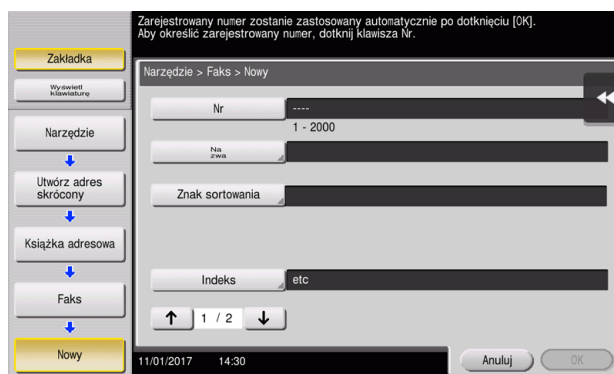 Zarejestrowany numer zostanie zastosowany automatycznie po dotknięciu [OK].
Aby określić zarejestrowany numer, dotknij klawisza Nr.
Zakładka
Wyświetl
klawiaturę
Narzędzie
Utwórz adres
skrócony
Książka adresowa
Faks
Nowy
Narzędzie > Faks > Nowy
Nr
----
1 - 2000
Na
zwa
Znak sortowania
Indeks
etc
1 / 2
11/01/2017 14:30
Anuluj
OK